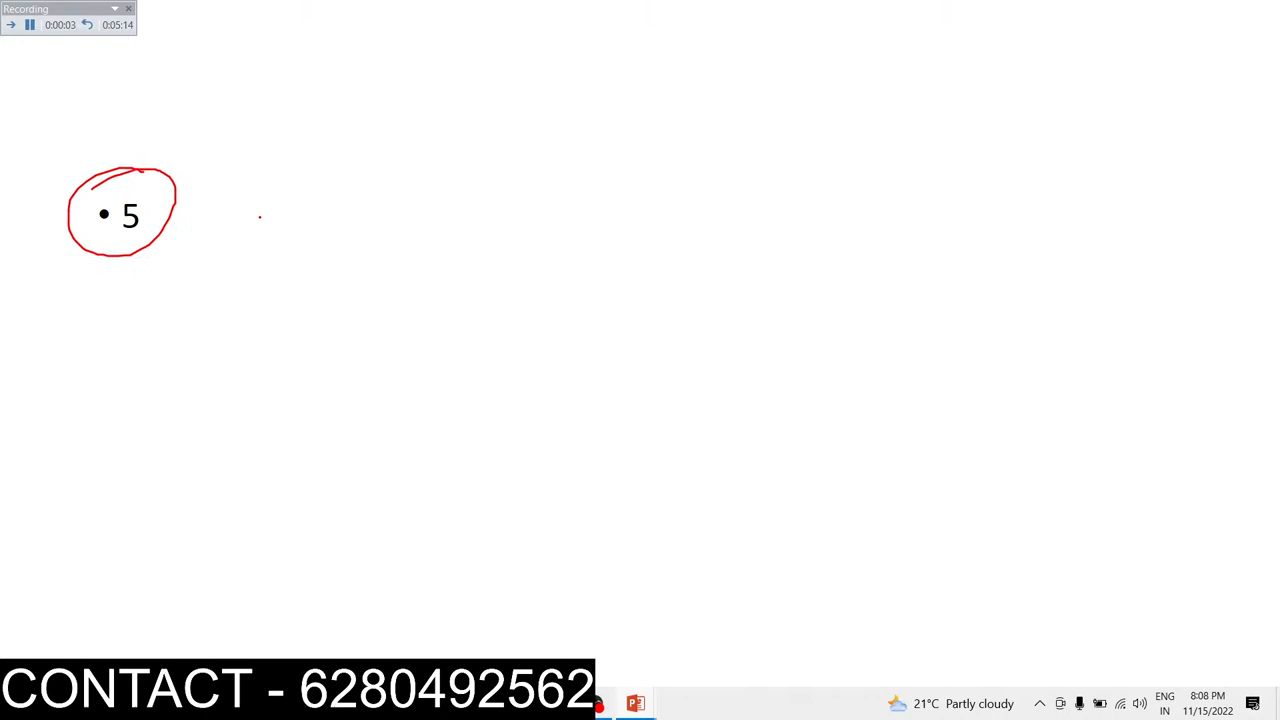 Recording
0:00:03 0:05:14
• 5
CONTACT - 6280492562
21°C Partly cloudy
ENG
IN
8:08 PM
11/15/2022